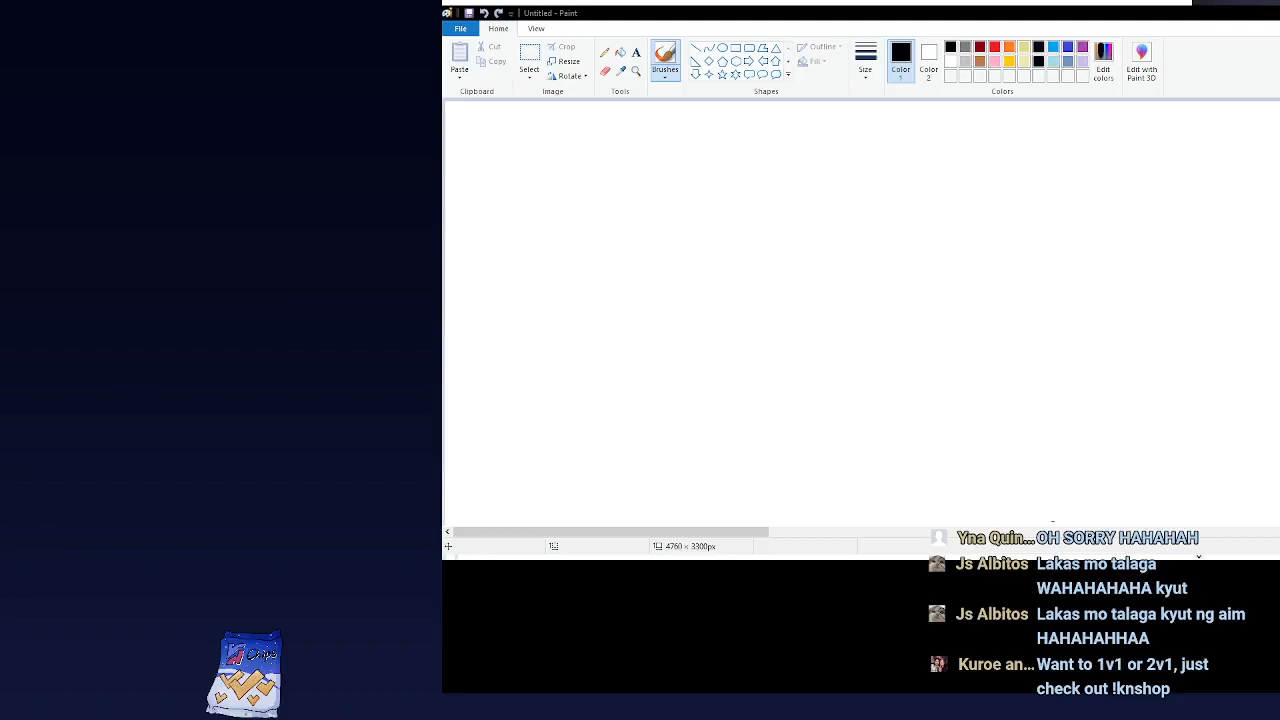 Untitled - Paint
File Home View
Paste
Cut
Copy
Clipboard
Select
Crop
Resize
Rotate
Image
Tools
Brushes
Outline
Fill
Shapes
Size
Color 1
Color 2
Edit colors
Colors
Edit with Paint 3D
4760 × 3300px
Chips
Yna Quin... OH SORRY HAHAHAH
Js Albitos Lakas mo talaga
WAHAHAHAHA kyut
Js Albitos Lakas mo talaga kyut ng aim
HAHAHAHHAA
Kuroe an... Want to 1v1 or 2v1, just
check out !knshop